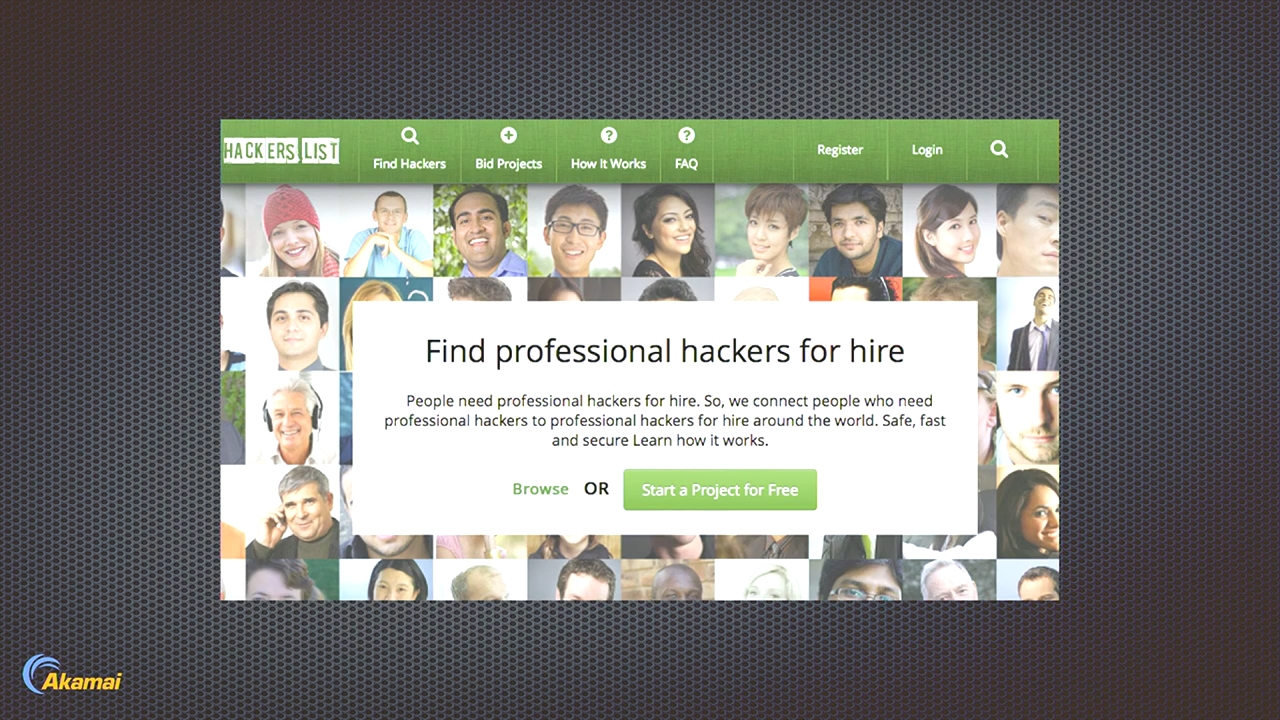 HACKERS LIST
Find Hackers
Bid Projects
How It Works
FAQ
Register
Login
Find professional hackers for hire
People need professional hackers for hire. So, we connect people who need
professional hackers to professional hackers for hire around the world. Safe, fast
and secure Learn how it works.
Browse OR Start a Project for Free
Akamai